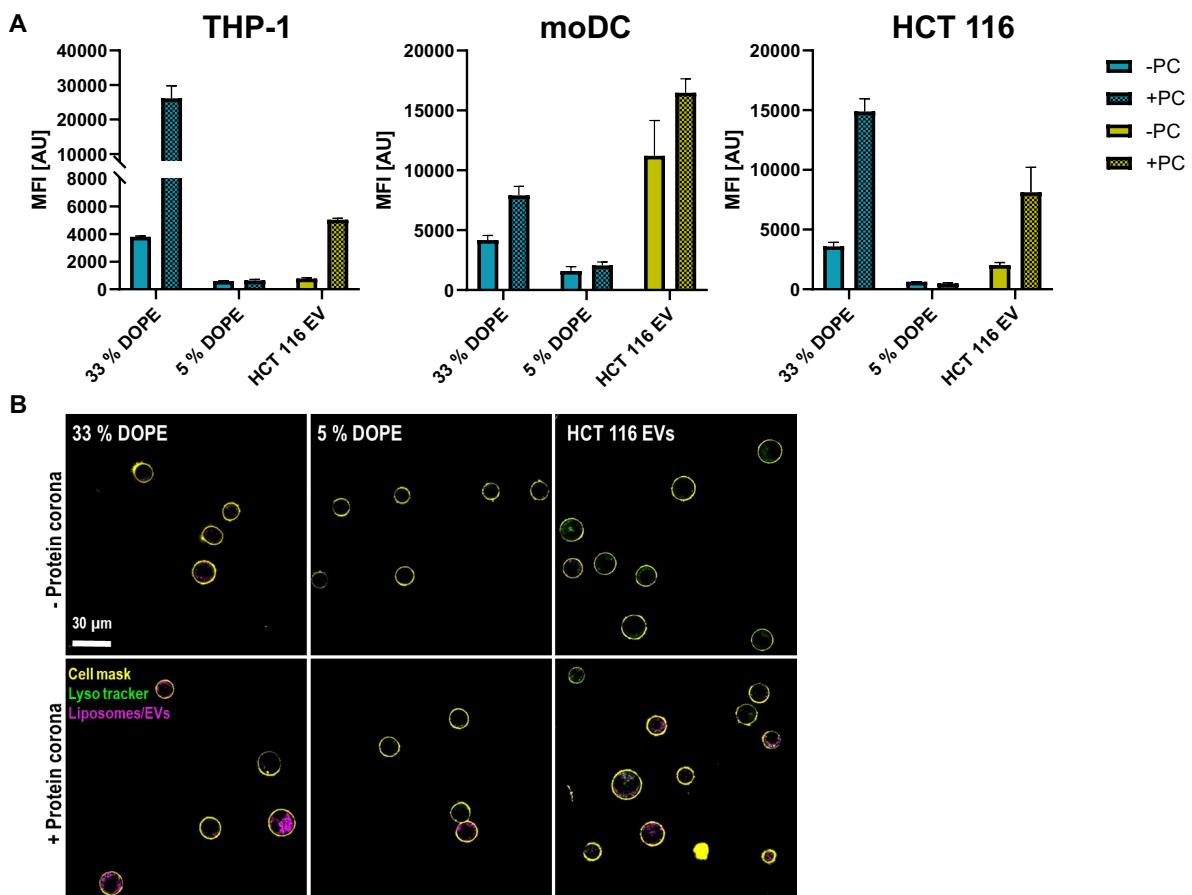 A
THP-1
moDC
HCT 116
MFI [AU]
40000
30000
20000
10000
8000
6000
4000
2000
0
33 % DOPE
5 % DOPE
HCT 116 EV
MFI [AU]
20000
15000
10000
5000
0
33 % DOPE
5 % DOPE
HCT 116 EV
MFI [AU]
20000
15000
10000
5000
0
33 % DOPE
5 % DOPE
HCT 116 EV
-PC
+PC
-PC
+PC
B
33 % DOPE
5 % DOPE
HCT 116 EVs
- Protein corona
30 µm
+ Protein corona
Cell mask
Lyso tracker
Liposomes/EVs